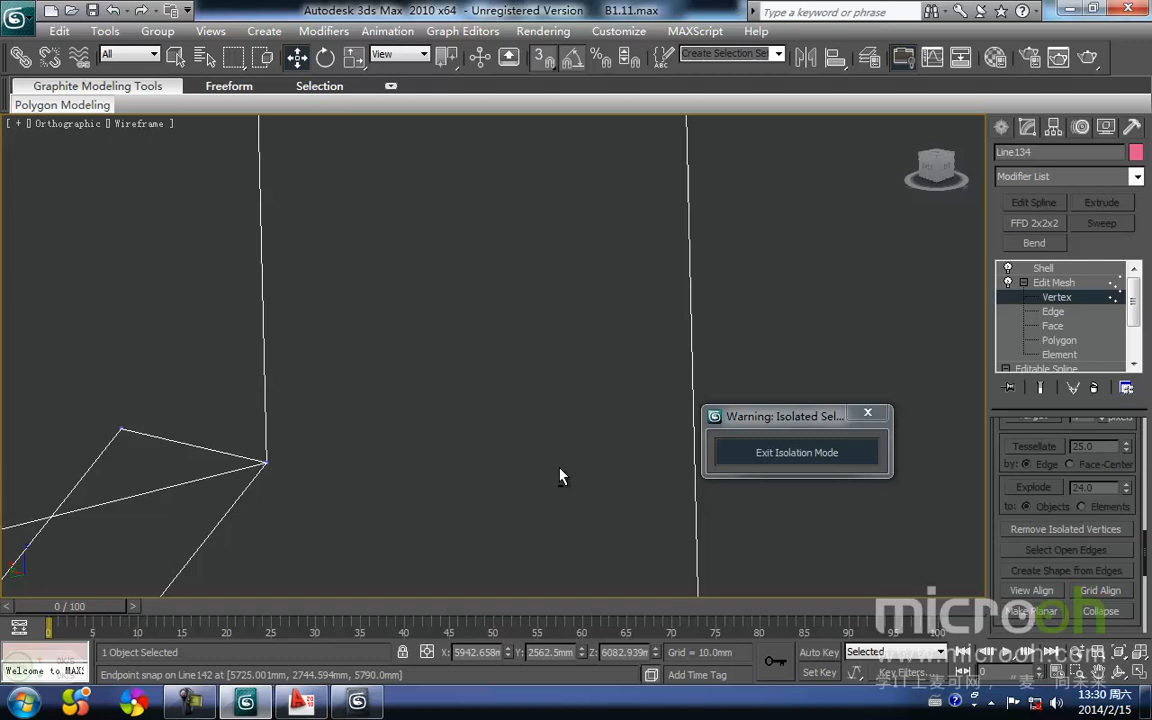 Autodesk 3ds Max 2010 x64 - Unregistered Version B1.11.max
Type a keyword or phrase
Edit Tools Group Views Create Modifiers Animation Graph Editors Rendering Customize MAXScript Help
All View Create Selection Se
Graphite Modeling Tools Freeform Selection
Polygon Modeling
[ + [] Orthographic [] Wireframe ]
Line134
Modifier List
Edit Spline Extrude
FFD 2x2x2 Sweep
Bend
Shell
Edit Mesh
Vertex
Edge
Face
Polygon
Element
Editable Spline
Warning: Isolated Sel...
Exit Isolation Mode
Tessellate 25.0
by: Edge Face-Center
Explode 24.0
to: Objects Elements
Remove Isolated Vertices
Select Open Edges
Create Shape from Edges
View Align Grid Align
Make Planar Collapse
microoh
www.microoh.com
0 / 100
0 5 10 15 20 25 30 35 40 45 50 55 60 65 70 75 80 85 90 95 100
1 Object Selected X: 5942.658m Y: 2562.5mm Z: 6082.939m Grid = 10.0mm Auto Key Selected
Welcome to MAX: Endpoint snap on Line142 at [5725.001mm, 2744.594mm, 5790.0mm] Add Time Tag Set Key Key Filters... 0
13:30 周六
2014/2/15